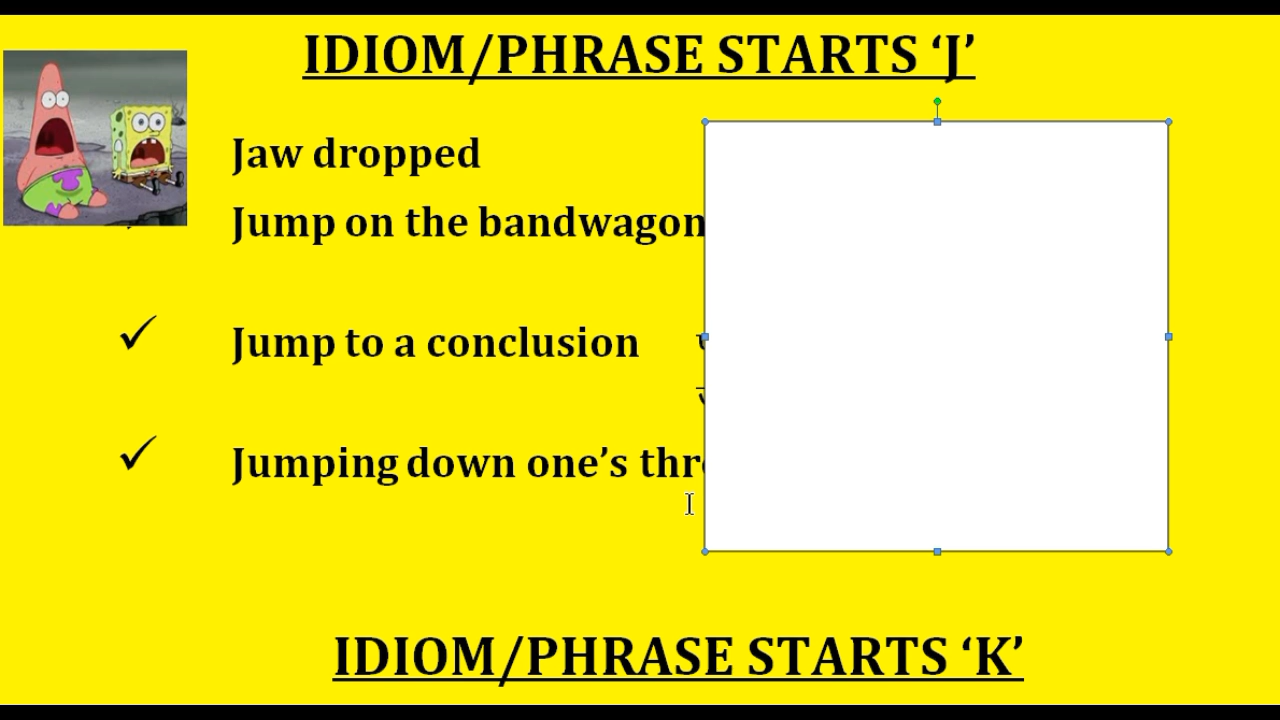 IDIOM/PHRASE STARTS ‘J’
Jaw dropped
Jump on the bandwagon
Jump to a conclusion
Jumping down one’s thr
IDIOM/PHRASE STARTS ‘K’